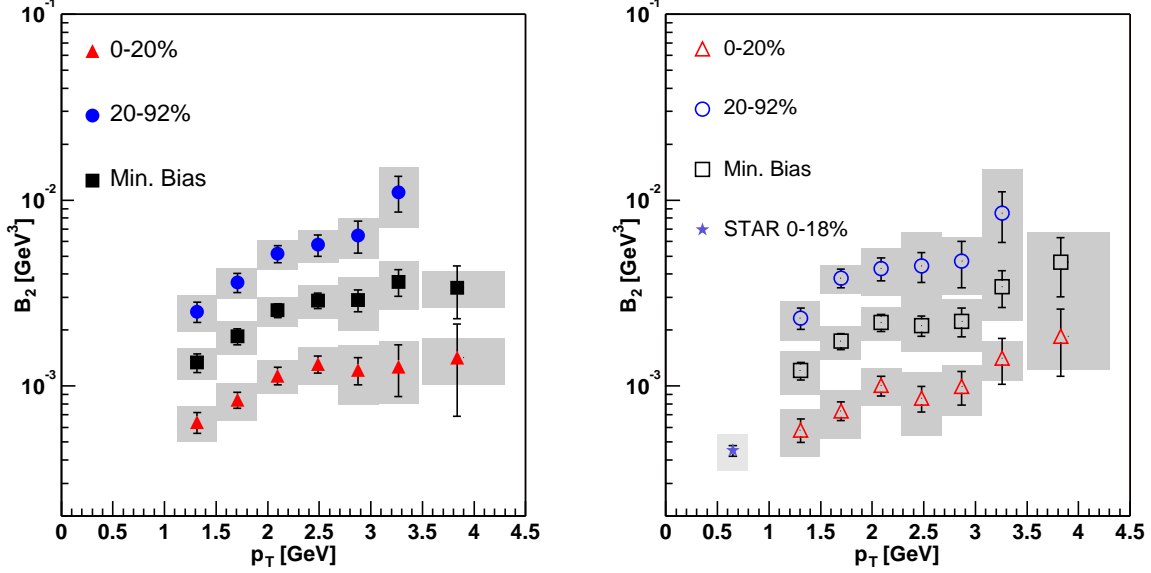 10^-1
0-20%
20-92%
Min. Bias
10^-2
10^-3
B_2 [GeV^3]
0 0.5 1 1.5 2 2.5 3 3.5 4 4.5
p_T [GeV]
10^-1
0-20%
20-92%
Min. Bias
STAR 0-18%
10^-2
10^-3
B_2 [GeV^3]
0 0.5 1 1.5 2 2.5 3 3.5 4 4.5
p_T [GeV]